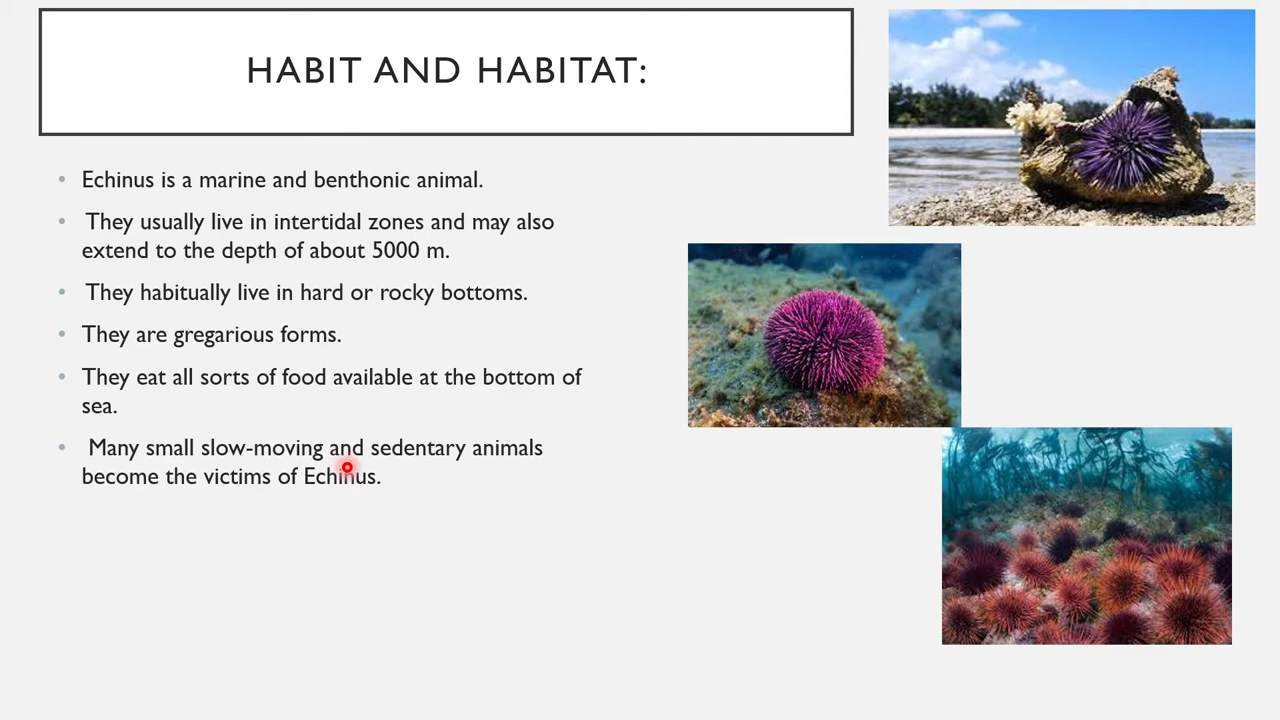 HABIT AND HABITAT:
• Echinus is a marine and benthonic animal.
• They usually live in intertidal zones and may also
extend to the depth of about 5000 m.
• They habitually live in hard or rocky bottoms.
• They are gregarious forms.
• They eat all sorts of food available at the bottom of
sea.
• Many small slow-moving and sedentary animals
become the victims of Echinus.